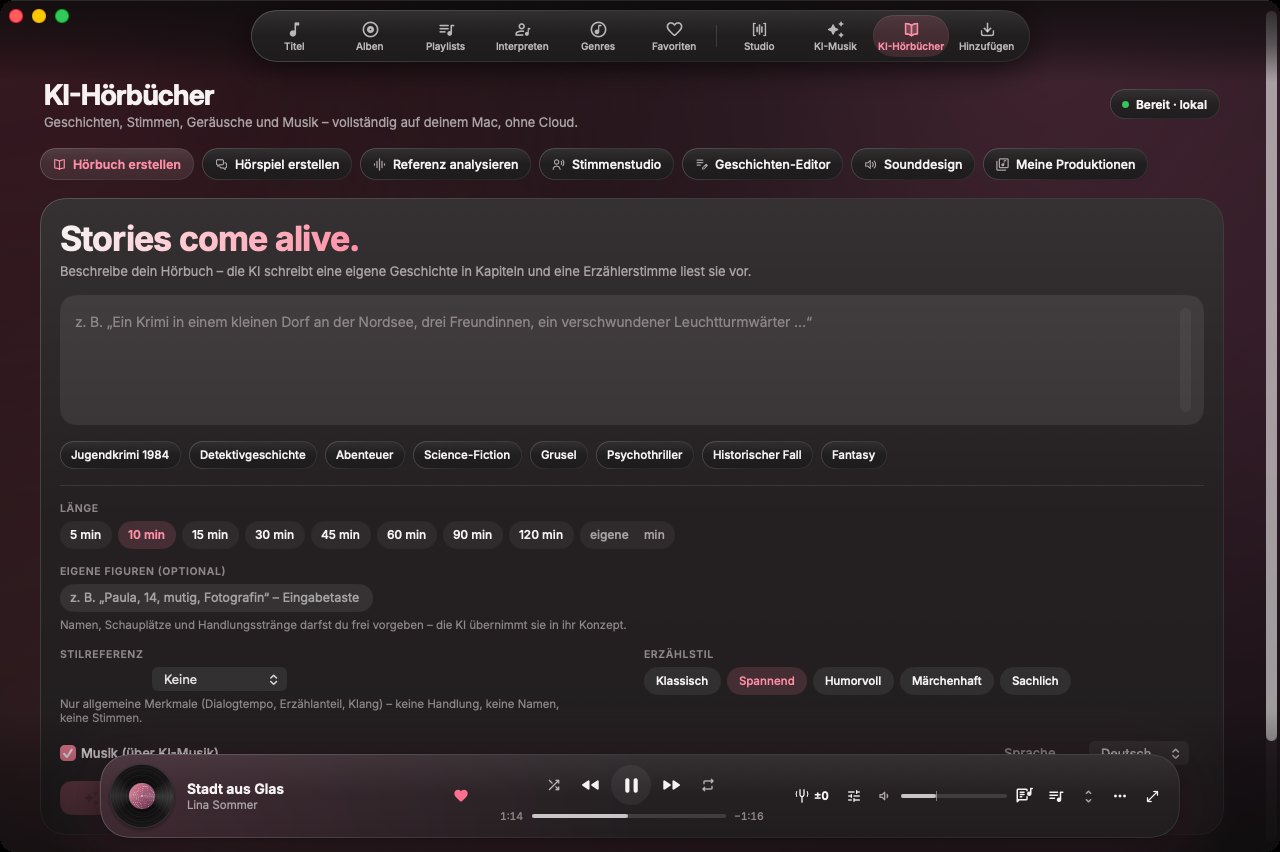 Titel Alben Playlists Interpreten Genres Favoriten Studio KI-Musik KI-Hörbücher Hinzufügen
KI-Hörbücher
Geschichten, Stimmen, Geräusche und Musik – vollständig auf deinem Mac, ohne Cloud.
Bereit · lokal
Hörbuch erstellen Hörspiel erstellen Referenz analysieren Stimmenstudio Geschichten-Editor Sounddesign Meine Produktionen
Stories come alive.
Beschreibe dein Hörbuch – die KI schreibt eine eigene Geschichte in Kapiteln und eine Erzählerstimme liest sie vor.
z. B. „Ein Krimi in einem kleinen Dorf an der Nordsee, drei Freundinnen, ein verschwundener Leuchtturmwärter …“
Jugendkrimi 1984 Detektivgeschichte Abenteuer Science-Fiction Grusel Psychothriller Historischer Fall Fantasy
LÄNGE
5 min 10 min 15 min 30 min 45 min 60 min 90 min 120 min eigene min
EIGENE FIGUREN (OPTIONAL)
z. B. „Paula, 14, mutig, Fotografin“ – Eingabetaste
Namen, Schauplätze und Handlungsstränge darfst du frei vorgeben – die KI übernimmt sie in ihr Konzept.
STILREFERENZ
Keine
Nur allgemeine Merkmale (Dialogtempo, Erzählanteil, Klang) – keine Handlung, keine Namen,
keine Stimmen.
ERZÄHLSTIL
Klassisch Spannend Humorvoll Märchenhaft Sachlich
Musik (über KI-Musik)
Sprache Deutsch
Stadt aus Glas
Lina Sommer
1:14 −1:16
±0